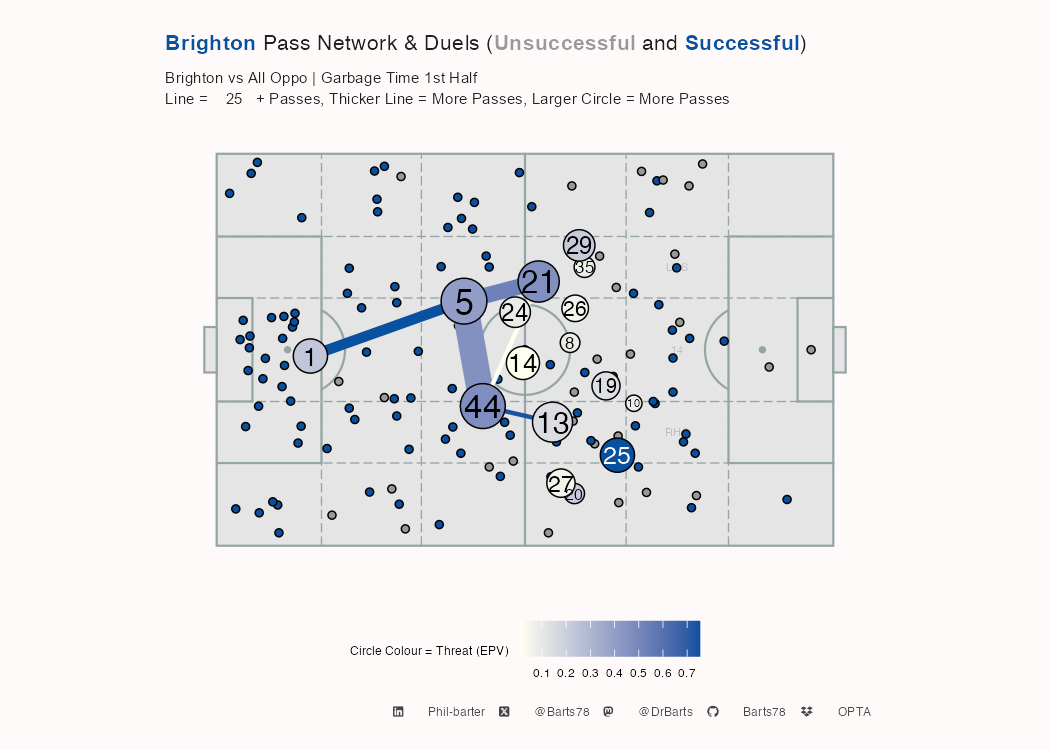 Brighton Pass Network & Duels (Unsuccessful and Successful)
Brighton vs All Oppo | Garbage Time 1st Half
Line = 25 + Passes, Thicker Line = More Passes, Larger Circle = More Passes
29
35
21
5
24
26
8
1
14
14
19
10
44
13
25
27
20
Circle Colour = Threat (EPV)
0.1 0.2 0.3 0.4 0.5 0.6 0.7
Phil-barter @Barts78 @DrBarts Barts78 OPTA